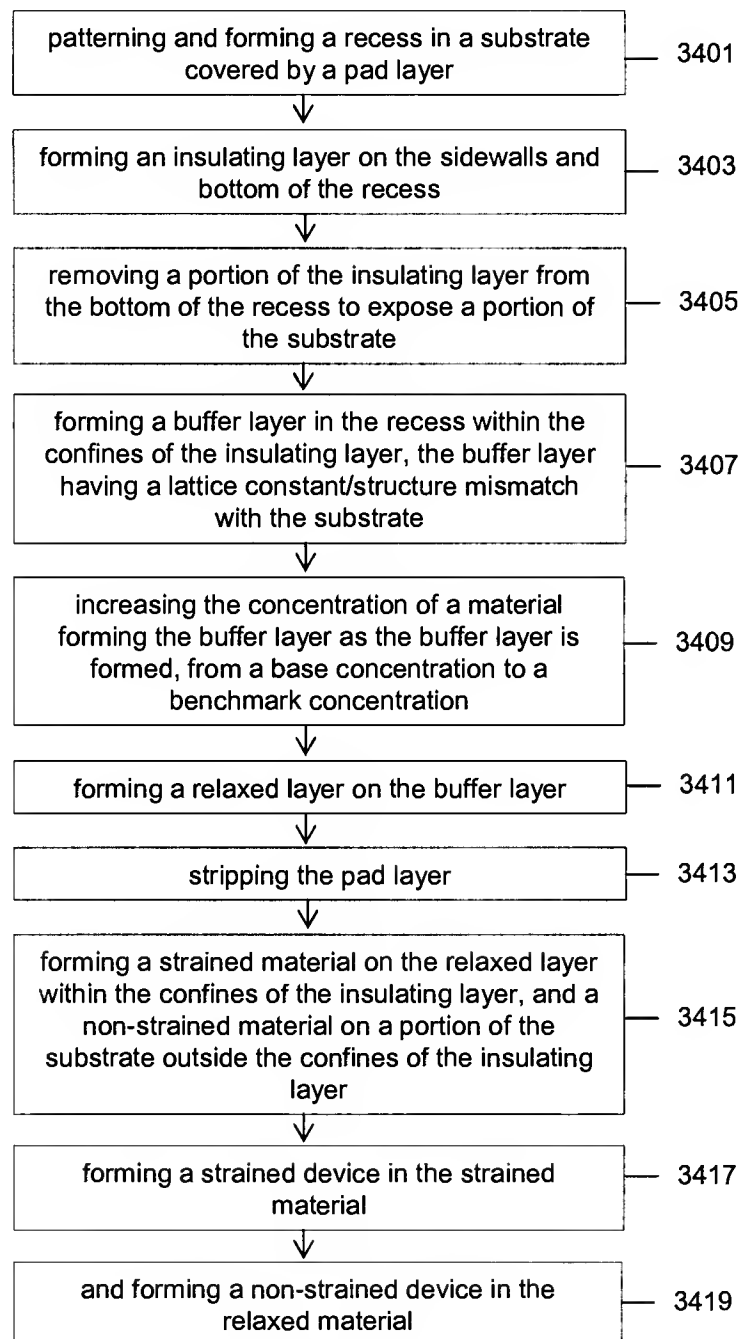 patterning and forming a recess in a substrate
covered by a pad layer
3401
forming an insulating layer on the sidewalls and
bottom of the recess
3403
removing a portion of the insulating layer from
the bottom of the recess to expose a portion of
the substrate
3405
forming a buffer layer in the recess within the
confines of the insulating layer, the buffer layer
having a lattice constant/structure mismatch
with the substrate
3407
increasing the concentration of a material
forming the buffer layer as the buffer layer is
formed, from a base concentration to a
benchmark concentration
3409
forming a relaxed layer on the buffer layer
3411
stripping the pad layer
3413
forming a strained material on the relaxed layer
within the confines of the insulating layer, and a
non-strained material on a portion of the
substrate outside the confines of the insulating
layer
3415
forming a strained device in the strained
material
3417
and forming a non-strained device in the
relaxed material
3419